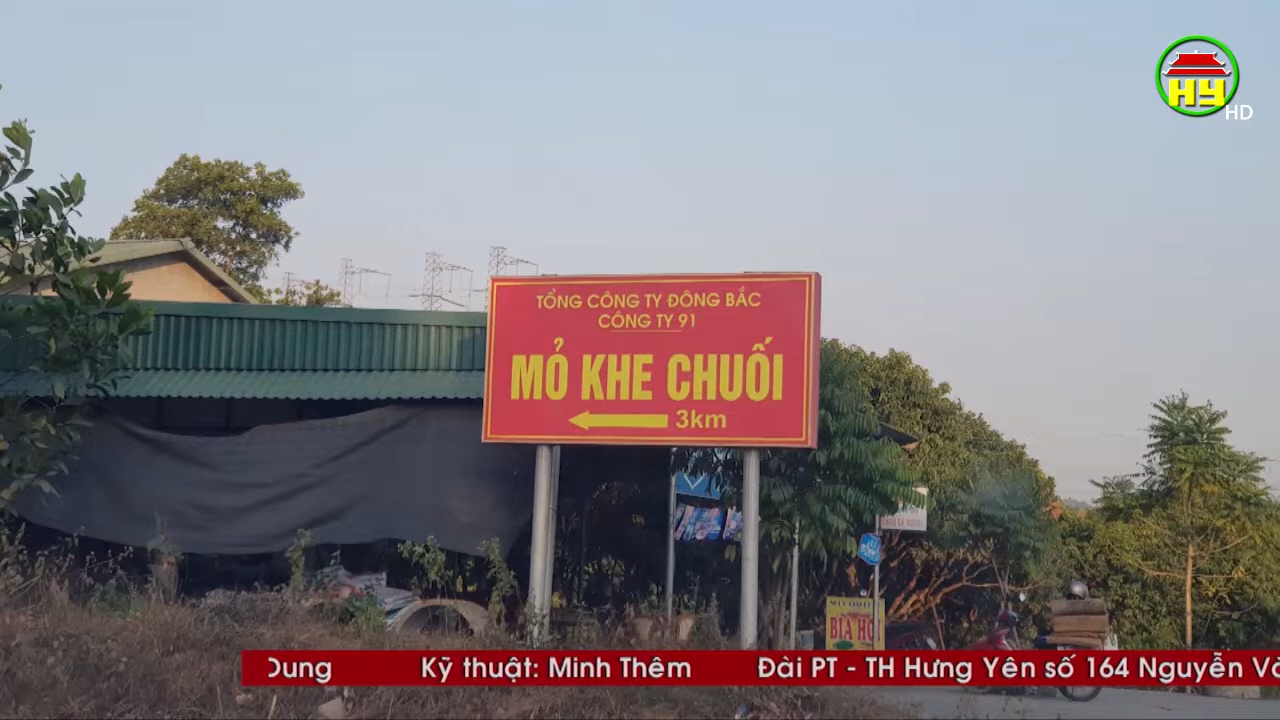 HY
HD
TỔNG CÔNG TY ĐÔNG BẮC
CÔNG TY 91
MỎ KHE CHUỐI
3km
BIA HƠI
Dung Kỹ thuật: Minh Thêm Đài PT - TH Hưng Yên số 164 Nguyễn Vă